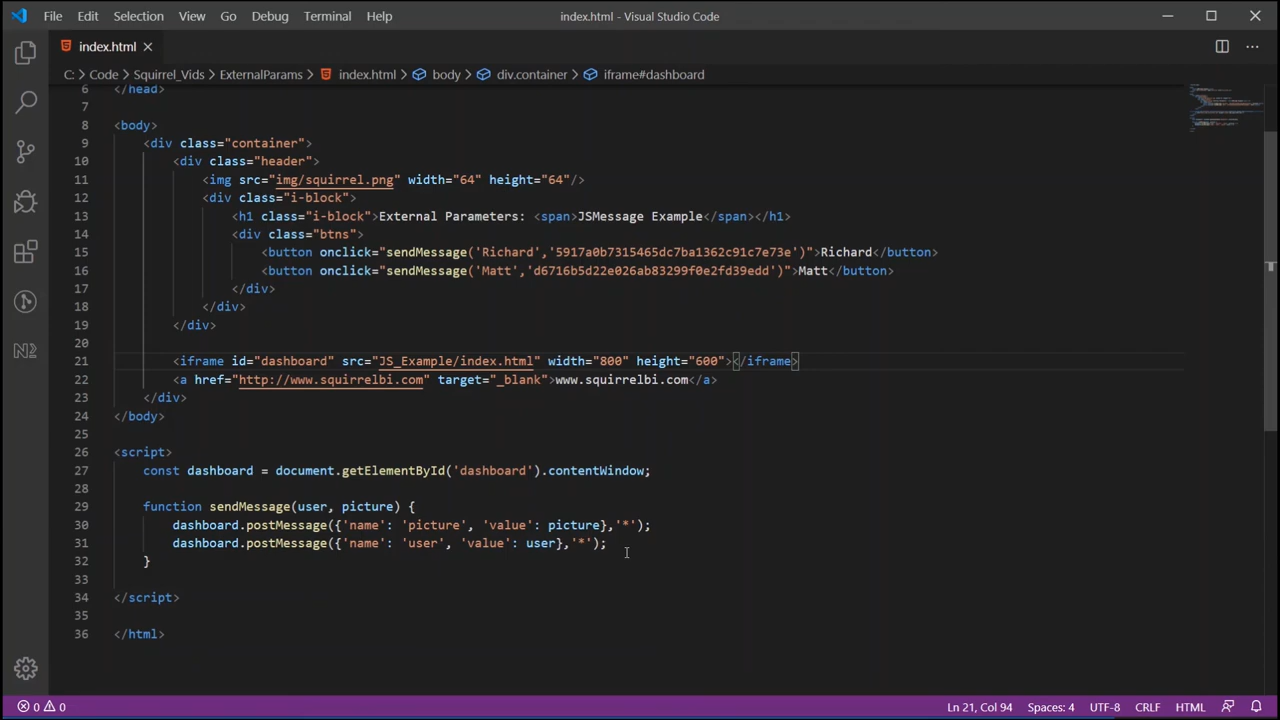 File Edit Selection View Go Debug Terminal Help index.html - Visual Studio Code
index.html
C: Code Squirrel_Vids ExternalParams index.html body div.container iframe#dashboard
6 </head>
7
8 <body>
9 <div class="container">
10 <div class="header">
11 <img src="img/squirrel.png" width="64" height="64"/>
12 <div class="i-block">
13 <h1 class="i-block">External Parameters: <span>JSMessage Example</span></h1>
14 <div class="btns">
15 <button onclick="sendMessage('Richard','5917a0b7315465dc7ba1362c91c7e73e')">Richard</button>
16 <button onclick="sendMessage('Matt','d6716b5d22e026ab83299f0e2fd39edd')">Matt</button>
17 </div>
18 </div>
19 </div>
20
21 <iframe id="dashboard" src="JS_Example/index.html" width="800" height="600"></iframe>
22 <a href="http://www.squirrelbi.com" target="_blank">www.squirrelbi.com</a>
23 </div>
24 </body>
25
26 <script>
27 const dashboard = document.getElementById('dashboard').contentWindow;
28
29 function sendMessage(user, picture) {
30 dashboard.postMessage({'name': 'picture', 'value': picture},'*');
31 dashboard.postMessage({'name': 'user', 'value': user},'*');
32 }
33
34 </script>
35
36 </html>
0 0 Ln 21, Col 94 Spaces: 4 UTF-8 CRLF HTML